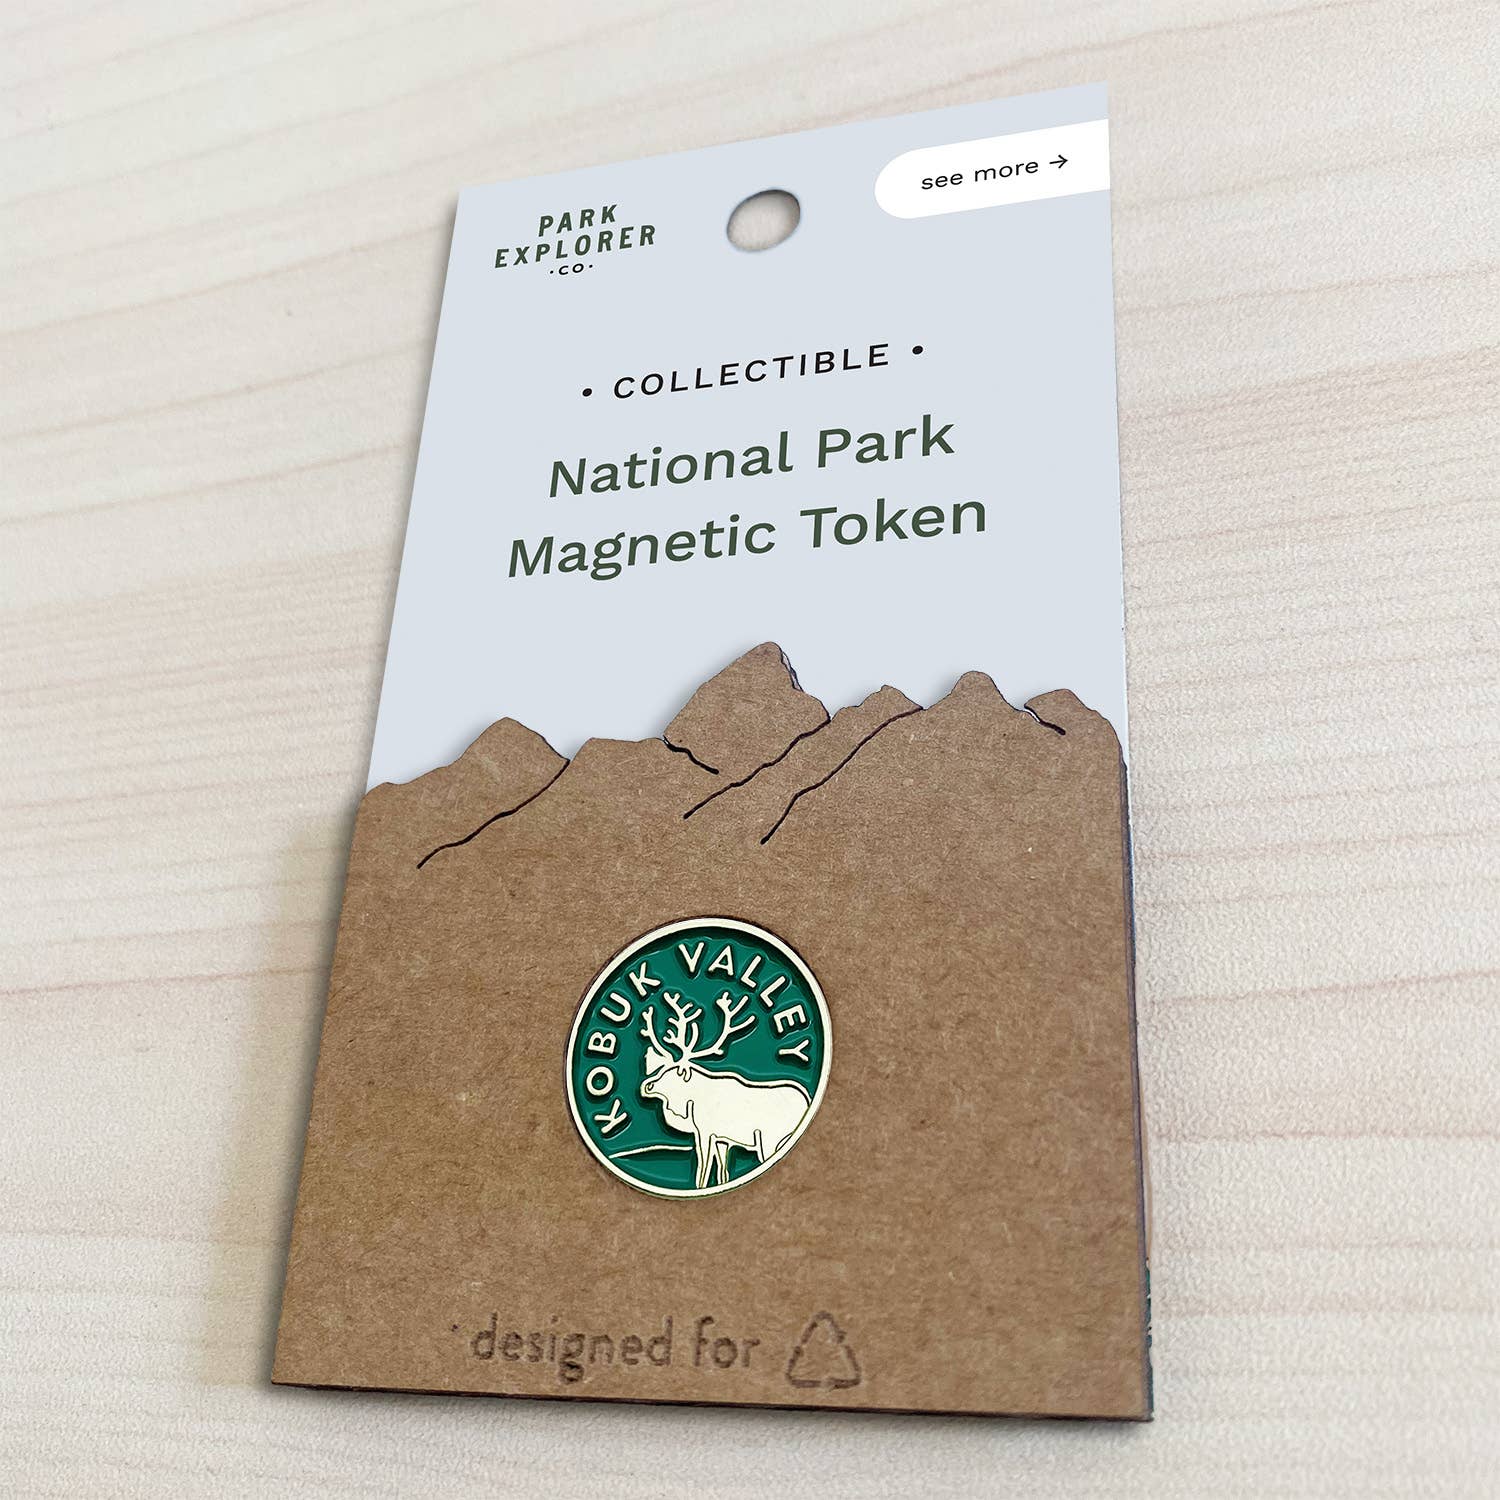 PARK
EXPLORER
·CO·
see more →
• COLLECTIBLE •
National Park
Magnetic Token
KOBUK VALLEY
designed for